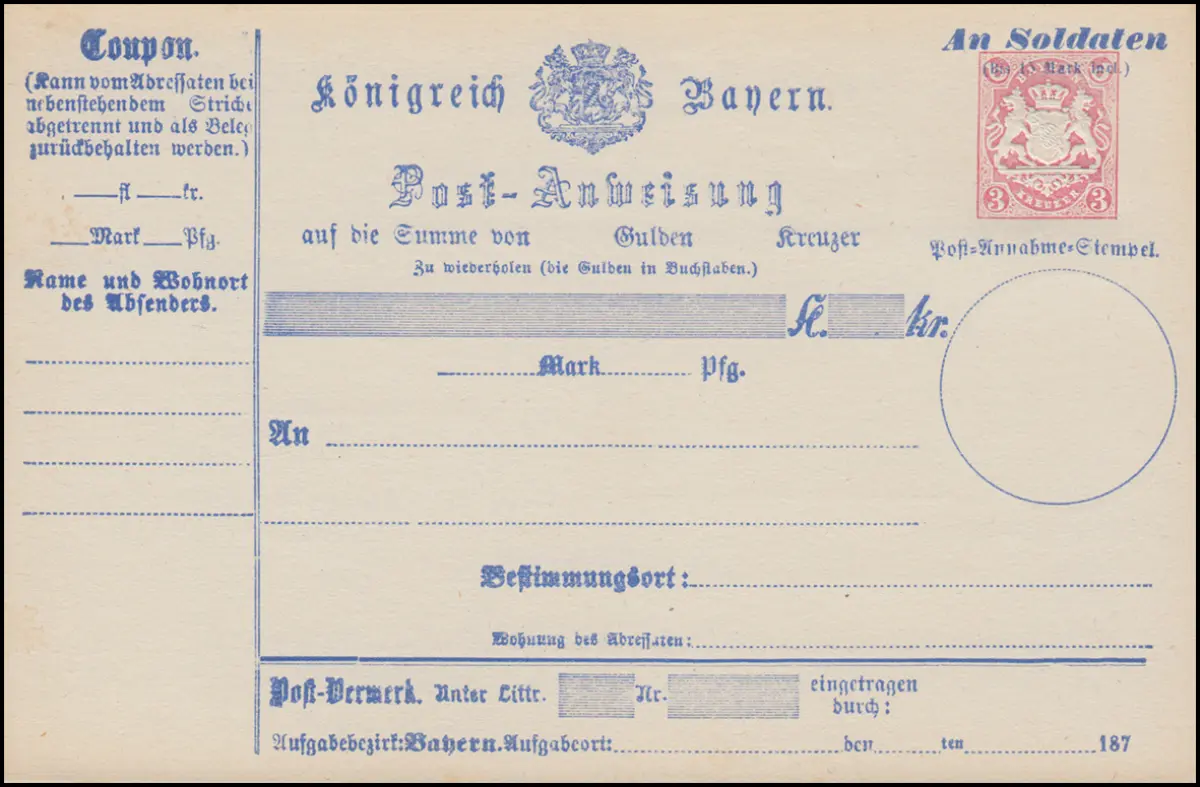 Coupon.
(Kann vom Adressaten bei
nebenstehendem Striche
abgetrennt und als Beleg
zurückbehalten werden.)
fl kr.
Mark Pfg.
Name und Wohnort
des Absenders.
Königreich Bayern.
Post-Anweisung
auf die Summe von Gulden Kreuzer
Zu wiederholen (die Gulden in Buchstaben.)
fl. kr.
Mark Pfg.
An
Bestimmungsort:
Wohnung des Adressaten:
Post-Vermerk. Unter Littr. Nr. eingetragen
durch:
Aufgabebezirk: Bayern. Aufgabeort: den ten 187
An Soldaten
Mark incl.)
3 KREUZER 3
Post-Annahme-Stempel.